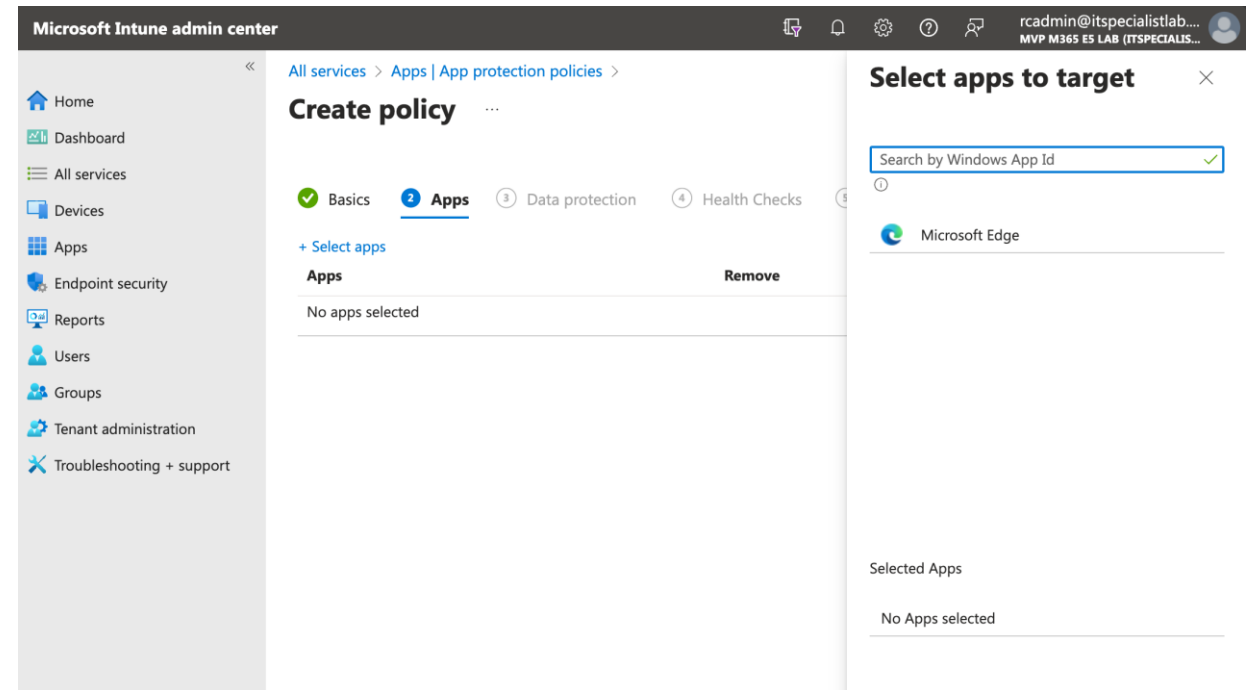 Microsoft Intune admin center
rcadmin@itspecialistlab....
MVP M365 E5 LAB (ITSPECIALIS...
«
Home
Dashboard
All services
Devices
Apps
Endpoint security
Reports
Users
Groups
Tenant administration
Troubleshooting + support
All services > Apps | App protection policies >
Create policy ...
Basics 2 Apps 3 Data protection 4 Health Checks 5
+ Select apps
Apps Remove
No apps selected
Select apps to target
Search by Windows App Id
Microsoft Edge
Selected Apps
No Apps selected